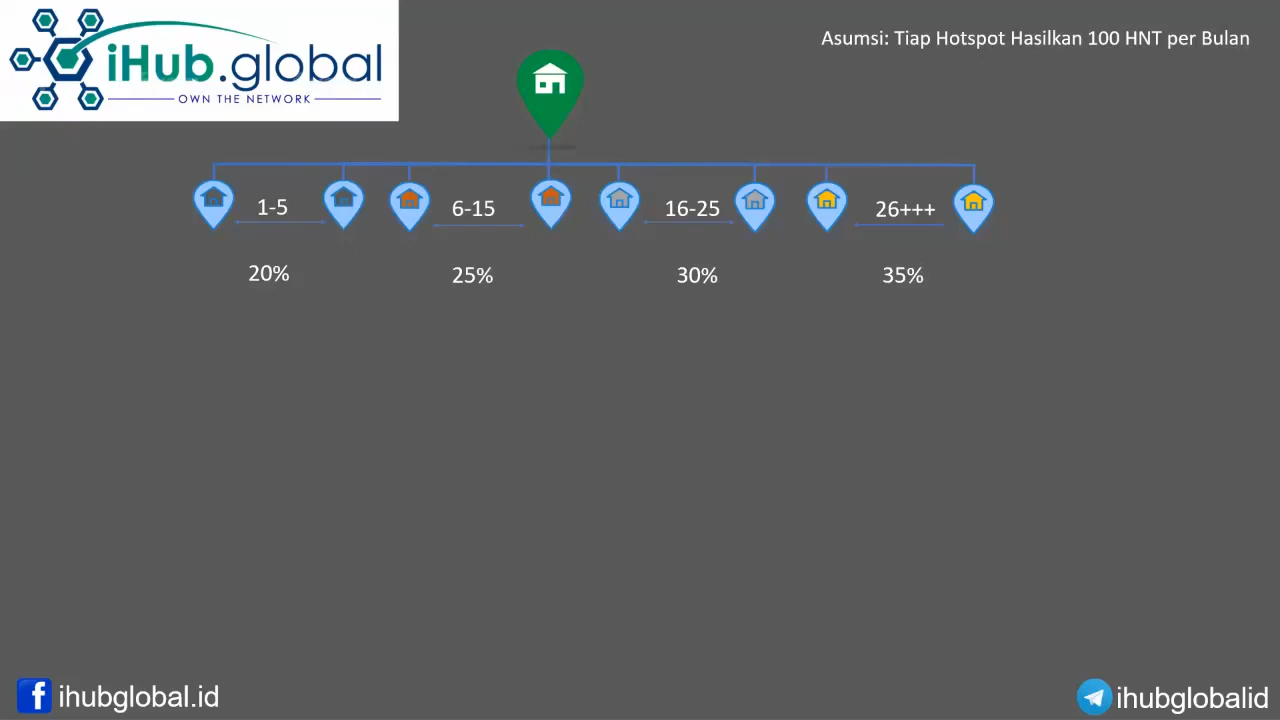 iHub.global
OWN THE NETWORK
Asumsi: Tiap Hotspot Hasilkan 100 HNT per Bulan
1-5
6-15
16-25
26+++
20%
25%
30%
35%
ihubglobal.id
ihubglobalid